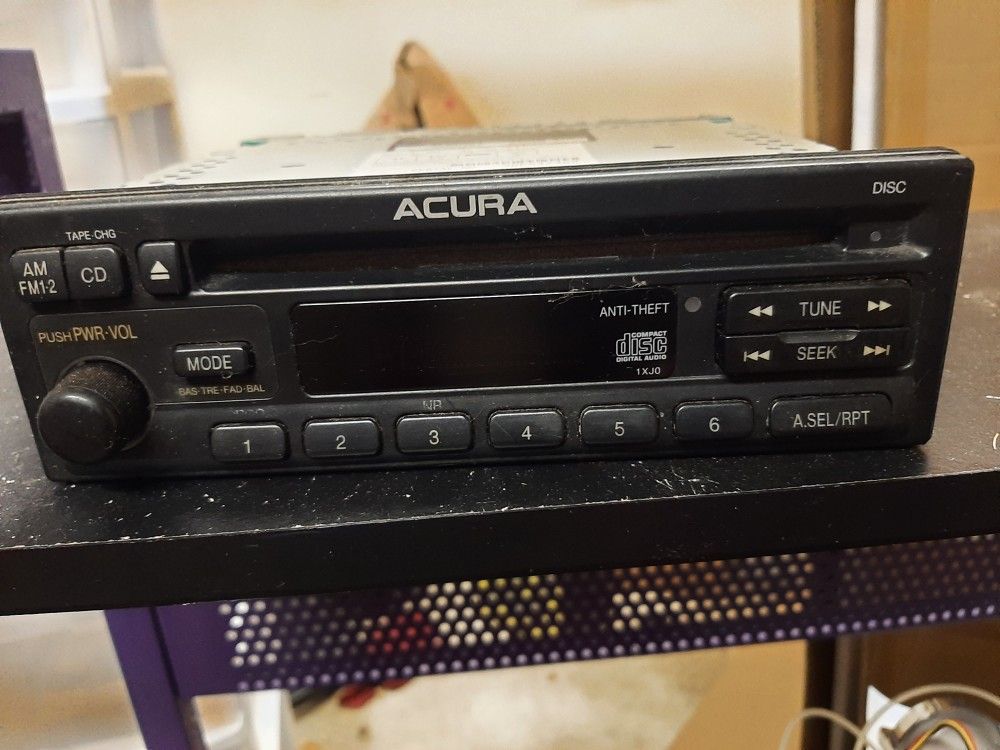 ACURA
DISC
TAPE·CHG
AM
FM1·2
CD
ANTI-THEFT
TUNE
PUSH PWR·VOL
MODE
COMPACT
disc
DIGITAL AUDIO
SEEK
1XJ0
BAS·TRE·FAD·BAL
NR
1
2
3
4
5
6
A.SEL/RPT